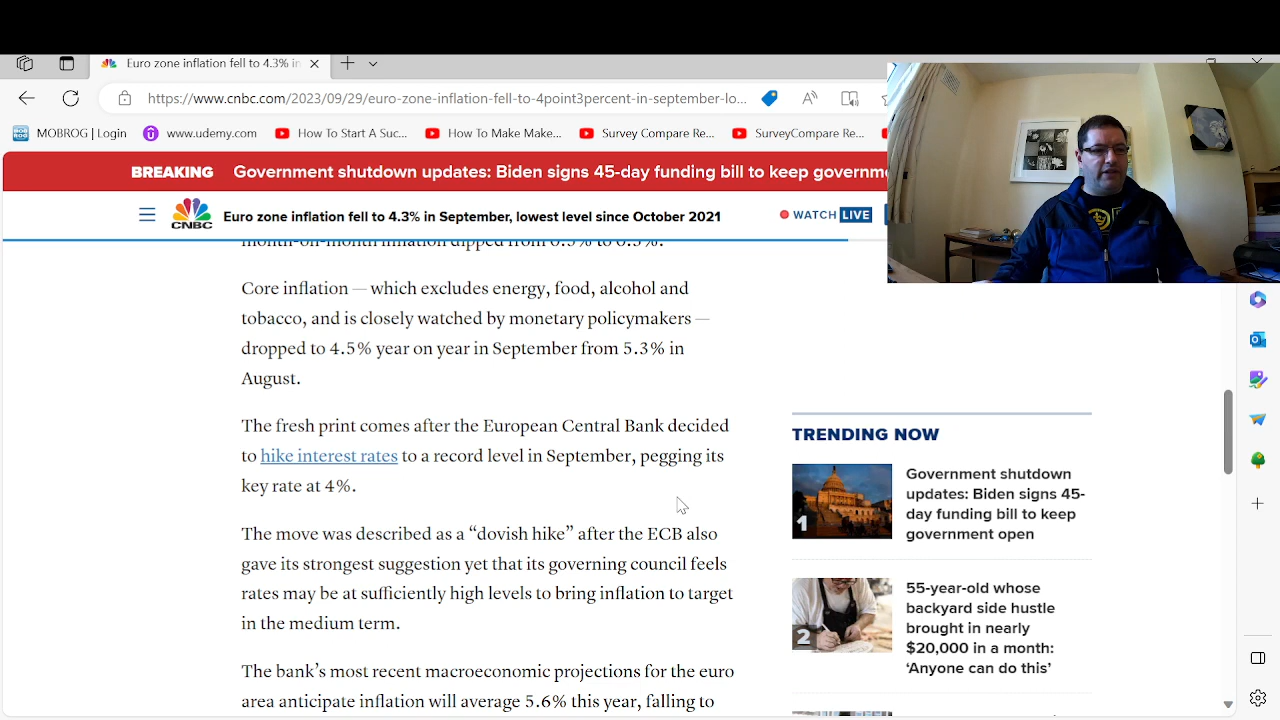 Euro zone inflation fell to 4.3% in
https://www.cnbc.com/2023/09/29/euro-zone-inflation-fell-to-4point3percent-in-september-lo...
MOBROG | Login
www.udemy.com
How To Start A Suc...
How To Make Make...
Survey Compare Re...
SurveyCompare Re...
BREAKING
Government shutdown updates: Biden signs 45-day funding bill to keep governme
CNBC
Euro zone inflation fell to 4.3% in September, lowest level since October 2021
WATCH LIVE
month-on-month inflation dipped from 0.5% to 0.3%.
Core inflation — which excludes energy, food, alcohol and
tobacco, and is closely watched by monetary policymakers —
dropped to 4.5% year on year in September from 5.3% in
August.
The fresh print comes after the European Central Bank decided
to hike interest rates to a record level in September, pegging its
key rate at 4%.
The move was described as a “dovish hike” after the ECB also
gave its strongest suggestion yet that its governing council feels
rates may be at sufficiently high levels to bring inflation to target
in the medium term.
The bank’s most recent macroeconomic projections for the euro
area anticipate inflation will average 5.6% this year, falling to
TRENDING NOW
1
Government shutdown
updates: Biden signs 45-
day funding bill to keep
government open
2
55-year-old whose
backyard side hustle
brought in nearly
$20,000 in a month:
‘Anyone can do this’